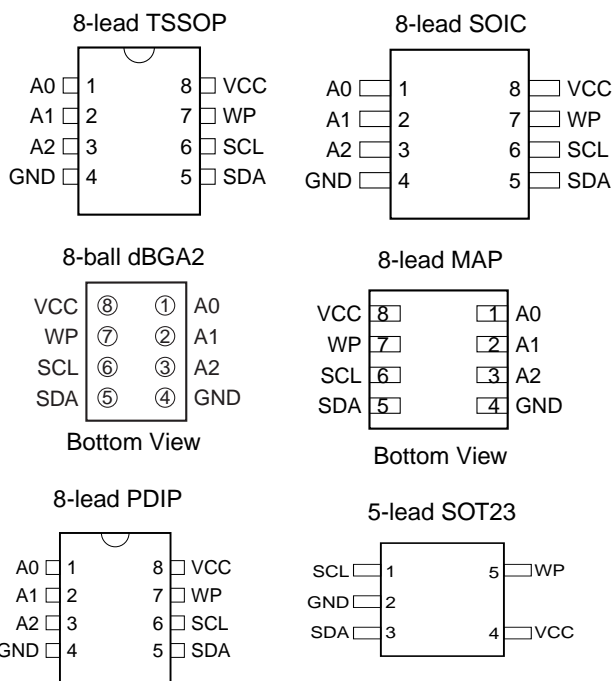 8-lead TSSOP
A0 1 8 VCC
A1 2 7 WP
A2 3 6 SCL
GND 4 5 SDA
8-lead SOIC
A0 1 8 VCC
A1 2 7 WP
A2 3 6 SCL
GND 4 5 SDA
8-ball dBGA2
VCC 8 1 A0
WP 7 2 A1
SCL 6 3 A2
SDA 5 4 GND
Bottom View
8-lead MAP
VCC 8 1 A0
WP 7 2 A1
SCL 6 3 A2
SDA 5 4 GND
Bottom View
8-lead PDIP
A0 1 8 VCC
A1 2 7 WP
A2 3 6 SCL
GND 4 5 SDA
5-lead SOT23
SCL 1 5 WP
GND 2
SDA 3 4 VCC